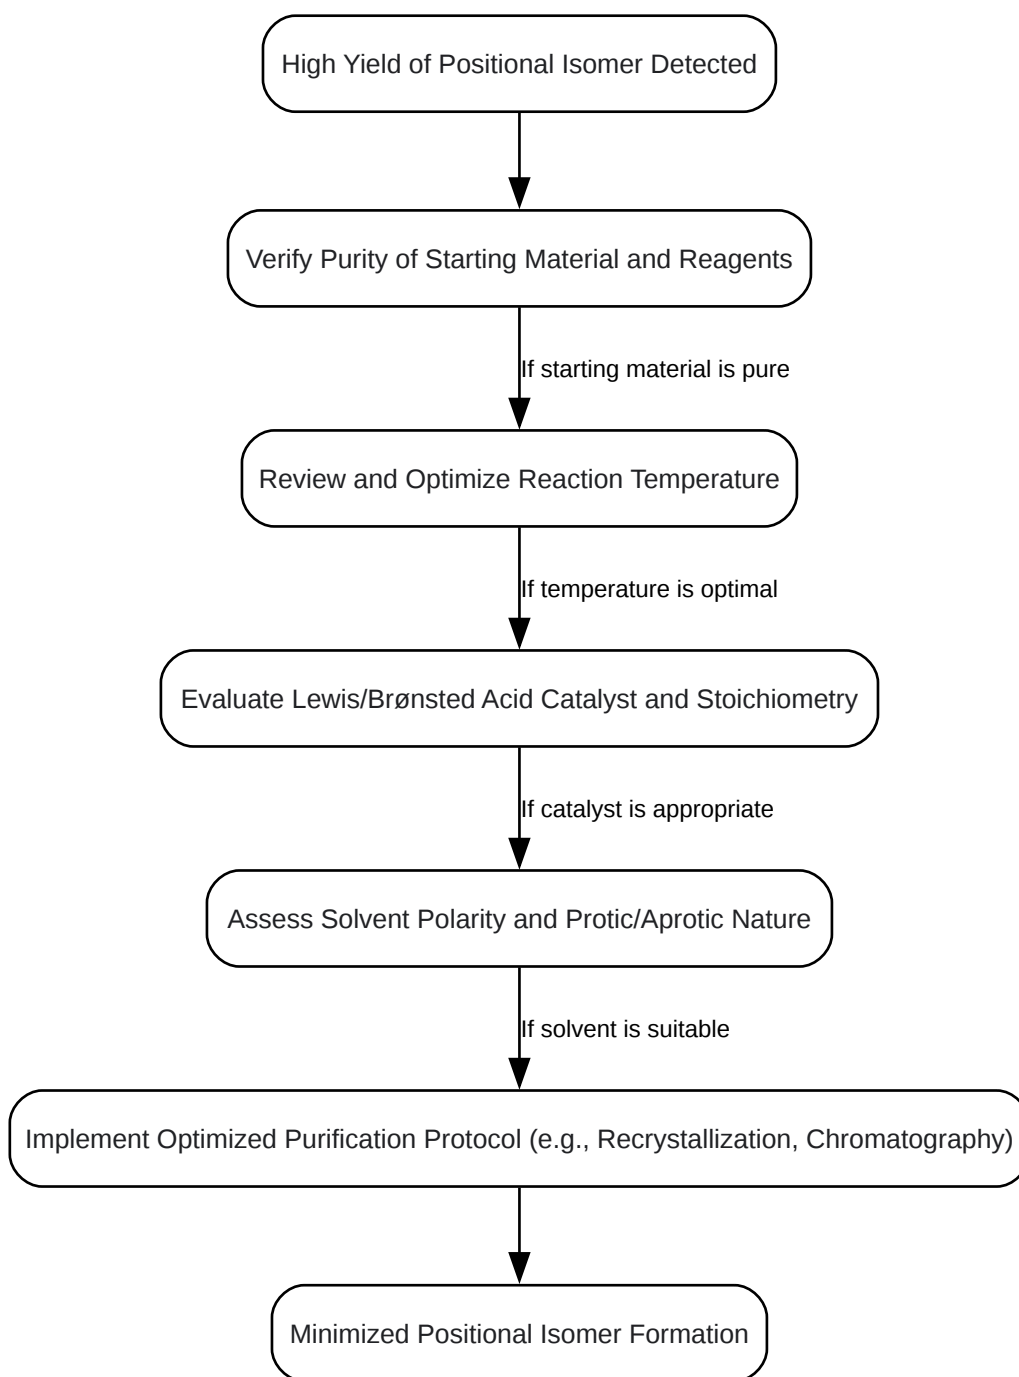 High Yield of Positional Isomer Detected
Verify Purity of Starting Material and Reagents
If starting material is pure
Review and Optimize Reaction Temperature
If temperature is optimal
Evaluate Lewis/Brønsted Acid Catalyst and Stoichiometry
If catalyst is appropriate
Assess Solvent Polarity and Protic/Aprotic Nature
If solvent is suitable
Implement Optimized Purification Protocol (e.g., Recrystallization, Chromatography)
Minimized Positional Isomer Formation